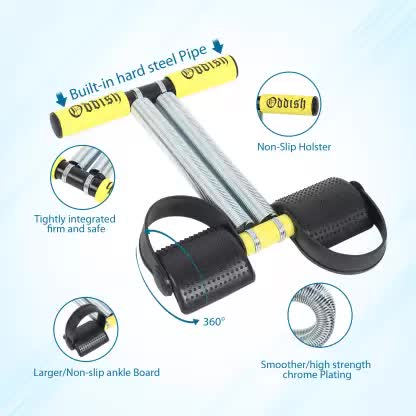 Built-in hard steel Pipe
Oddish
Oddish
Oddish
Non-Slip Holster
Tightly integrated
firm and safe
360°
Larger/Non-slip ankle Board
Smoother/high strength
chrome Plating